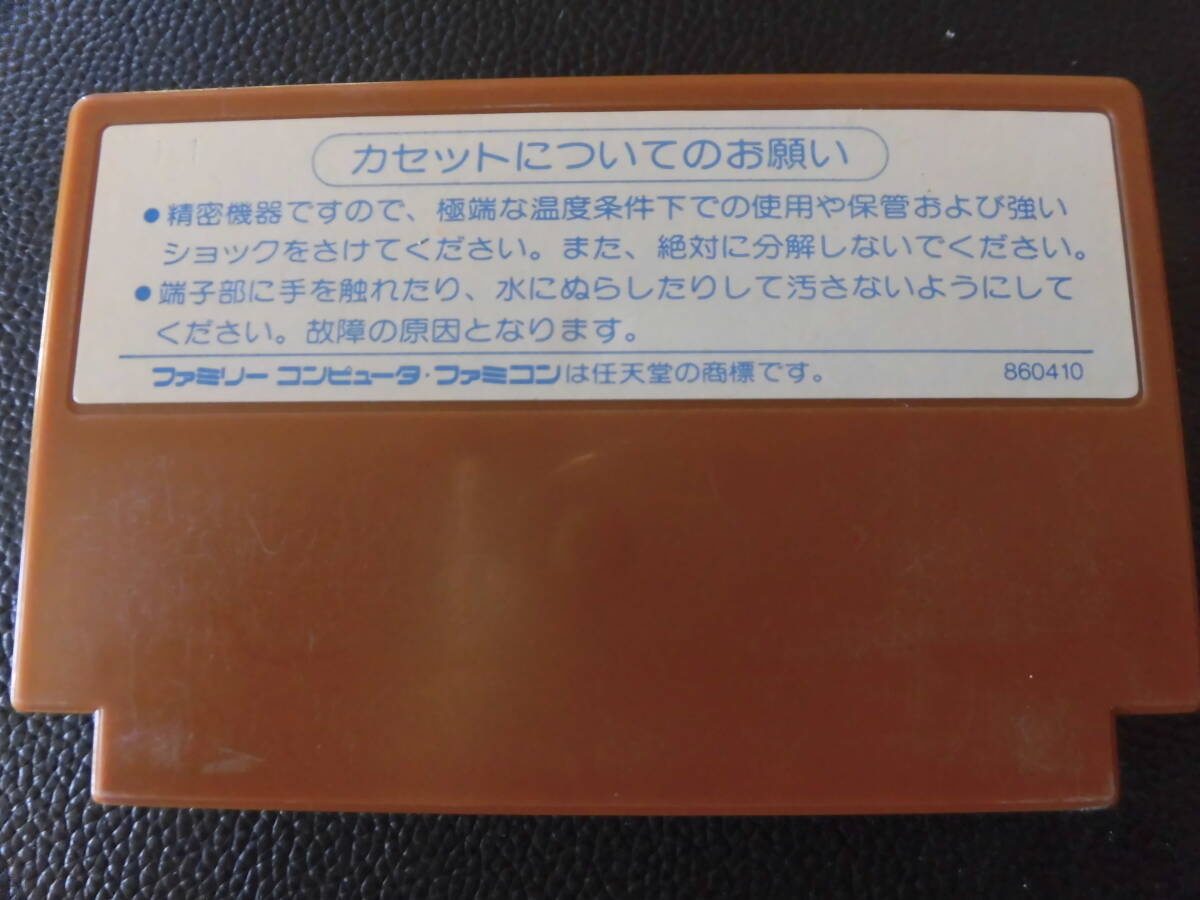 カセットについてのお願い
●精密機器ですので、極端な温度条件下での使用や保管および強い
ショックをさけてください。また、絶対に分解しないでください。
●端子部に手を触れたり、水にぬらしたりして汚さないようにして
ください。故障の原因となります。
ファミリー コンピュータ・ファミコンは任天堂の商標です。 860410